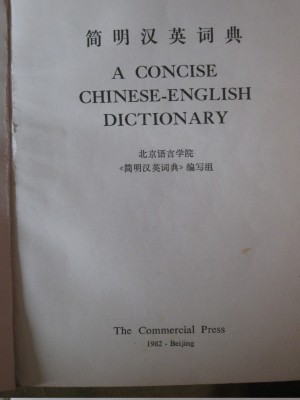 简明汉英词典
A CONCISE
CHINESE-ENGLISH
DICTIONARY
北京语言学院
《简明汉英词典》编写组
The Commercial Press
1982 - Beijing